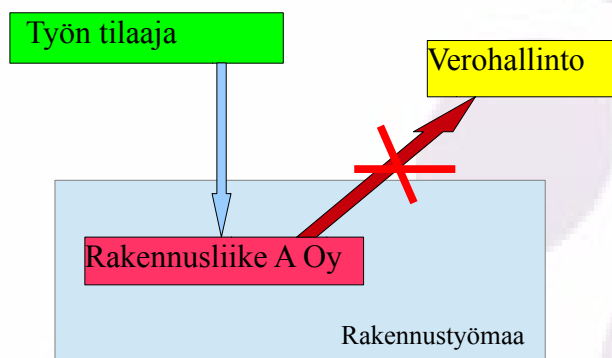 Työn tilaaja
Verohallinto
Rakennusliike A Oy
Rakennustyömaa